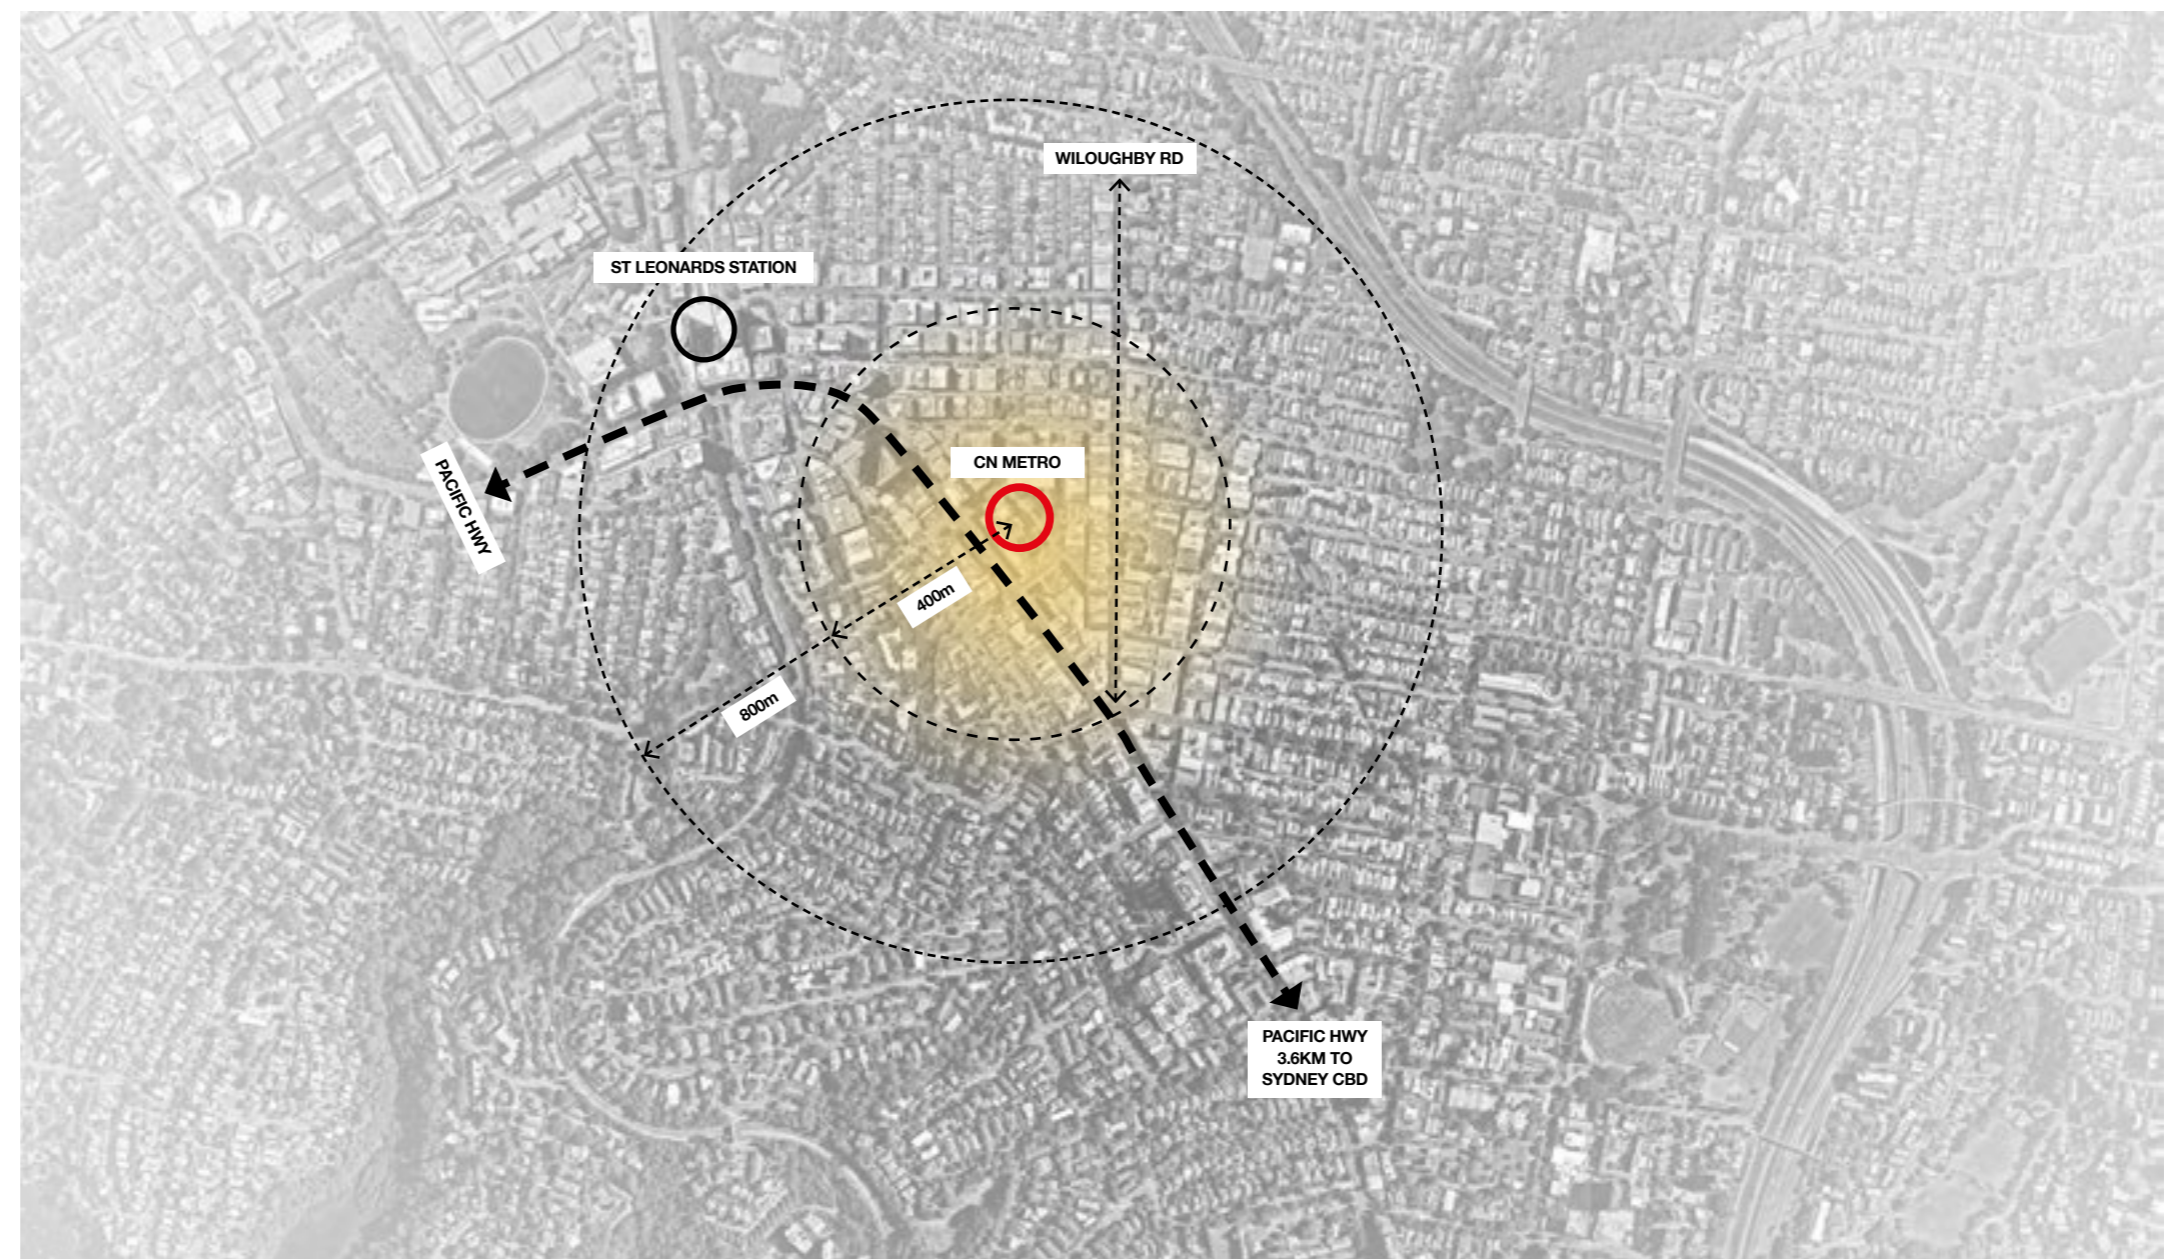 WILOUGHBY RD
ST LEONARDS STATION
CN METRO
PACIFIC HWY
400m
800m
PACIFIC HWY
3.6KM TO
SYDNEY CBD